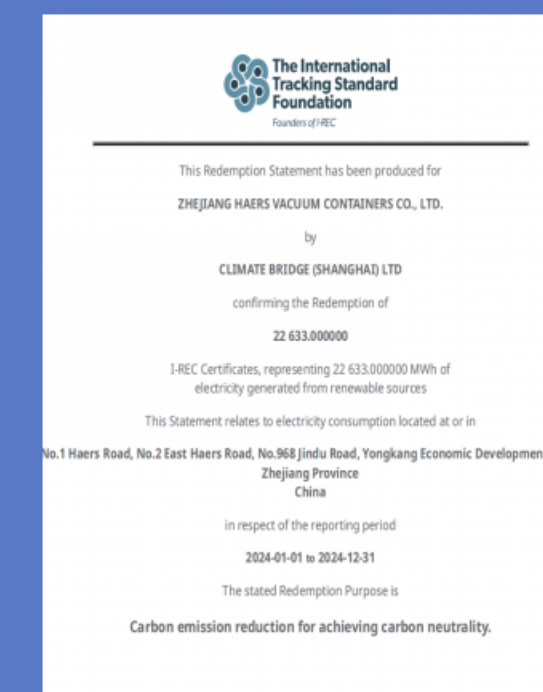 The International
Tracking Standard
Foundation
Founders of I-REC
This Redemption Statement has been produced for
ZHEJIANG HAERS VACUUM CONTAINERS CO., LTD.
by
CLIMATE BRIDGE (SHANGHAI) LTD
confirming the Redemption of
22 633.000000
I-REC Certificates, representing 22 633.000000 MWh of
electricity generated from renewable sources
This Statement relates to electricity consumption located at or in
No.1 Haers Road, No.2 East Haers Road, No.968 Jindu Road, Yongkang Economic Developmen
Zhejiang Province
China
in respect of the reporting period
2024-01-01 to 2024-12-31
The stated Redemption Purpose is
Carbon emission reduction for achieving carbon neutrality.